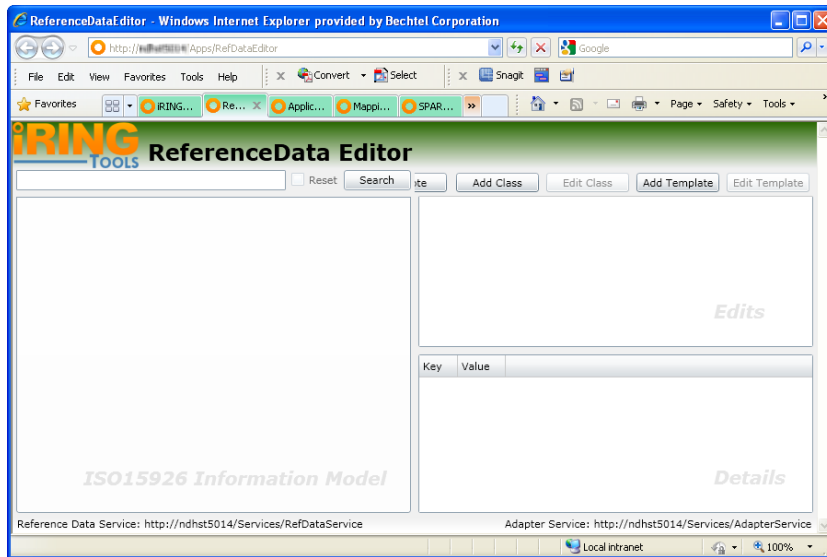 ReferenceDataEditor - Windows Internet Explorer provided by Bechtel Corporation
http:// /Apps/RefDataEditor
Google
File Edit View Favorites Tools Help x Convert Select x Snagit
Favorites iRING... Re... X Applic... Mappi... SPAR... » Page Safety Tools »
iRING TOOLS ReferenceData Editor
Reset Search te Add Class Edit Class Add Template Edit Template
Edits
Key Value
ISO15926 Information Model
Details
Reference Data Service: http://ndhst5014/Services/RefDataService Adapter Service: http://ndhst5014/Services/AdapterService
Local intranet 100%